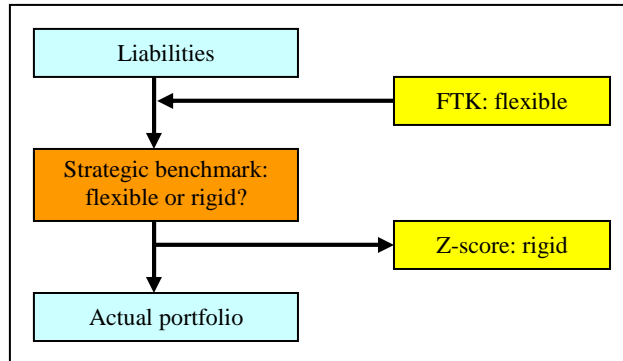 Liabilities
FTK: flexible
Strategic benchmark:
flexible or rigid?
Z-score: rigid
Actual portfolio